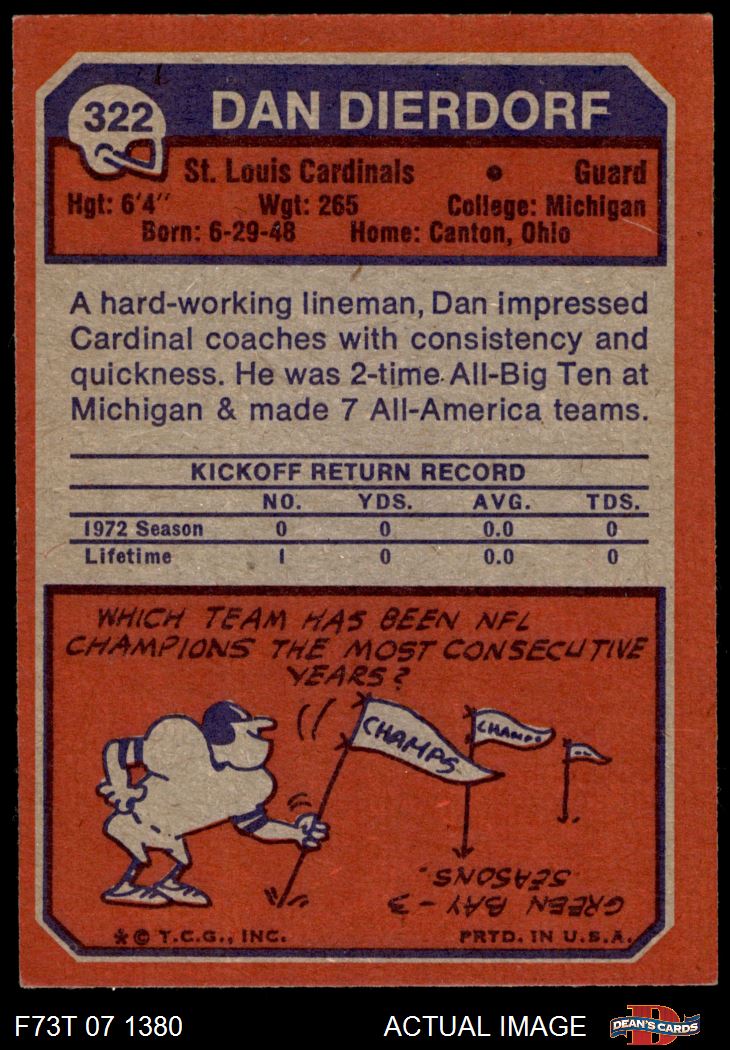 322
DAN DIERDORF
St. Louis Cardinals • Guard
Hgt: 6'4" Wgt: 265 College: Michigan
Born: 6-29-48 Home: Canton, Ohio
A hard-working lineman, Dan impressed
Cardinal coaches with consistency and
quickness. He was 2-time All-Big Ten at
Michigan & made 7 All-America teams.
KICKOFF RETURN RECORD
NO. YDS. AVG. TDS.
1972 Season 0 0 0.0 0
Lifetime 1 0 0.0 0
WHICH TEAM HAS BEEN NFL
CHAMPIONS THE MOST CONSECUTIVE
YEARS?
CHAMPS
CHAMPS
GREEN BAY - 3
SEASONS.
* © T.C.G., INC. PRTD. IN U.S.A.
F73T 07 1380 ACTUAL IMAGE
D
DEAN'S CARDS